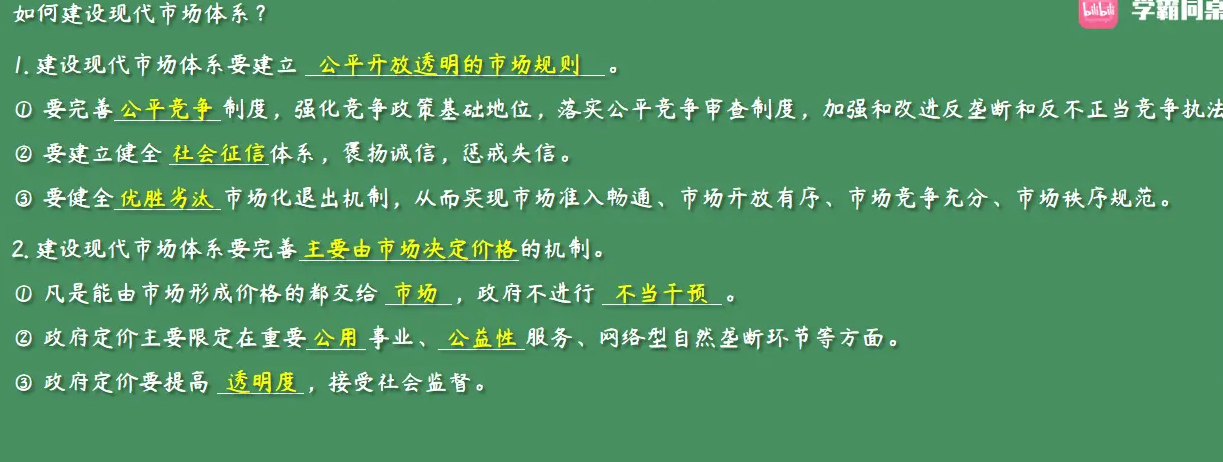 如何建设现代市场体系？
bilibili 学霸同桌
1.建设现代市场体系要建立 公平开放透明的市场规则 。
① 要完善公平竞争制度，强化竞争政策基础地位，落实公平竞争审查制度，加强和改进反垄断和反不正当竞争执法
② 要建立健全 社会征信体系，褒扬诚信，惩戒失信。
③ 要健全优胜劣汰市场化退出机制，从而实现市场准入畅通、市场开放有序、市场竞争充分、市场秩序规范。
2.建设现代市场体系要完善主要由市场决定价格的机制。
① 凡是能由市场形成价格的都交给 市场 ，政府不进行 不当干预 。
② 政府定价主要限定在重要公用事业、公益性服务、网络型自然垄断环节等方面。
③ 政府定价要提高 透明度 ，接受社会监督。